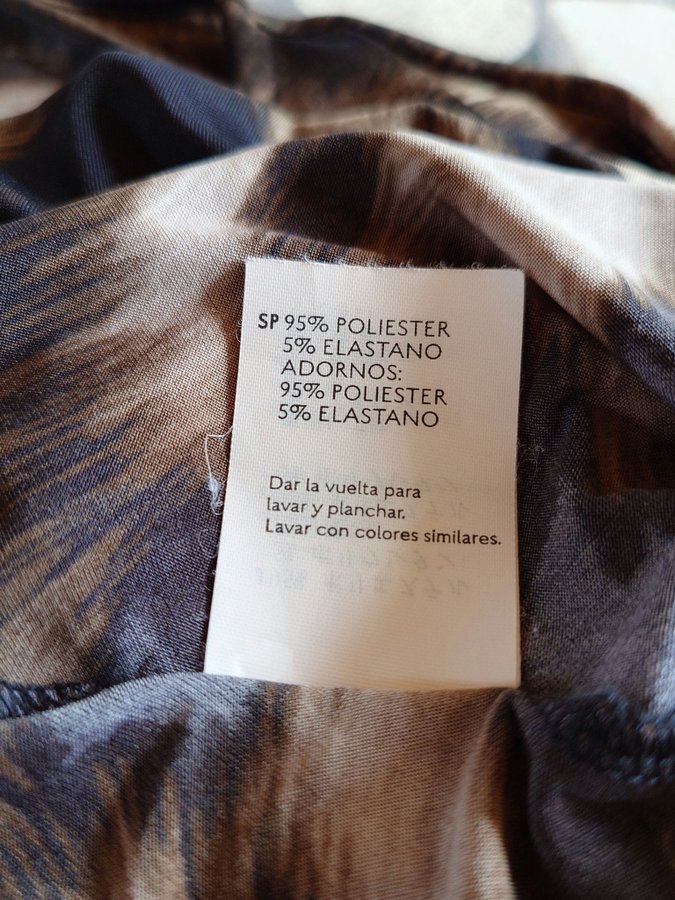 SP 95% POLIESTER
5% ELASTANO
ADORNOS:
95% POLIESTER
5% ELASTANO
Dar la vuelta para
lavar y planchar.
Lavar con colores similares.